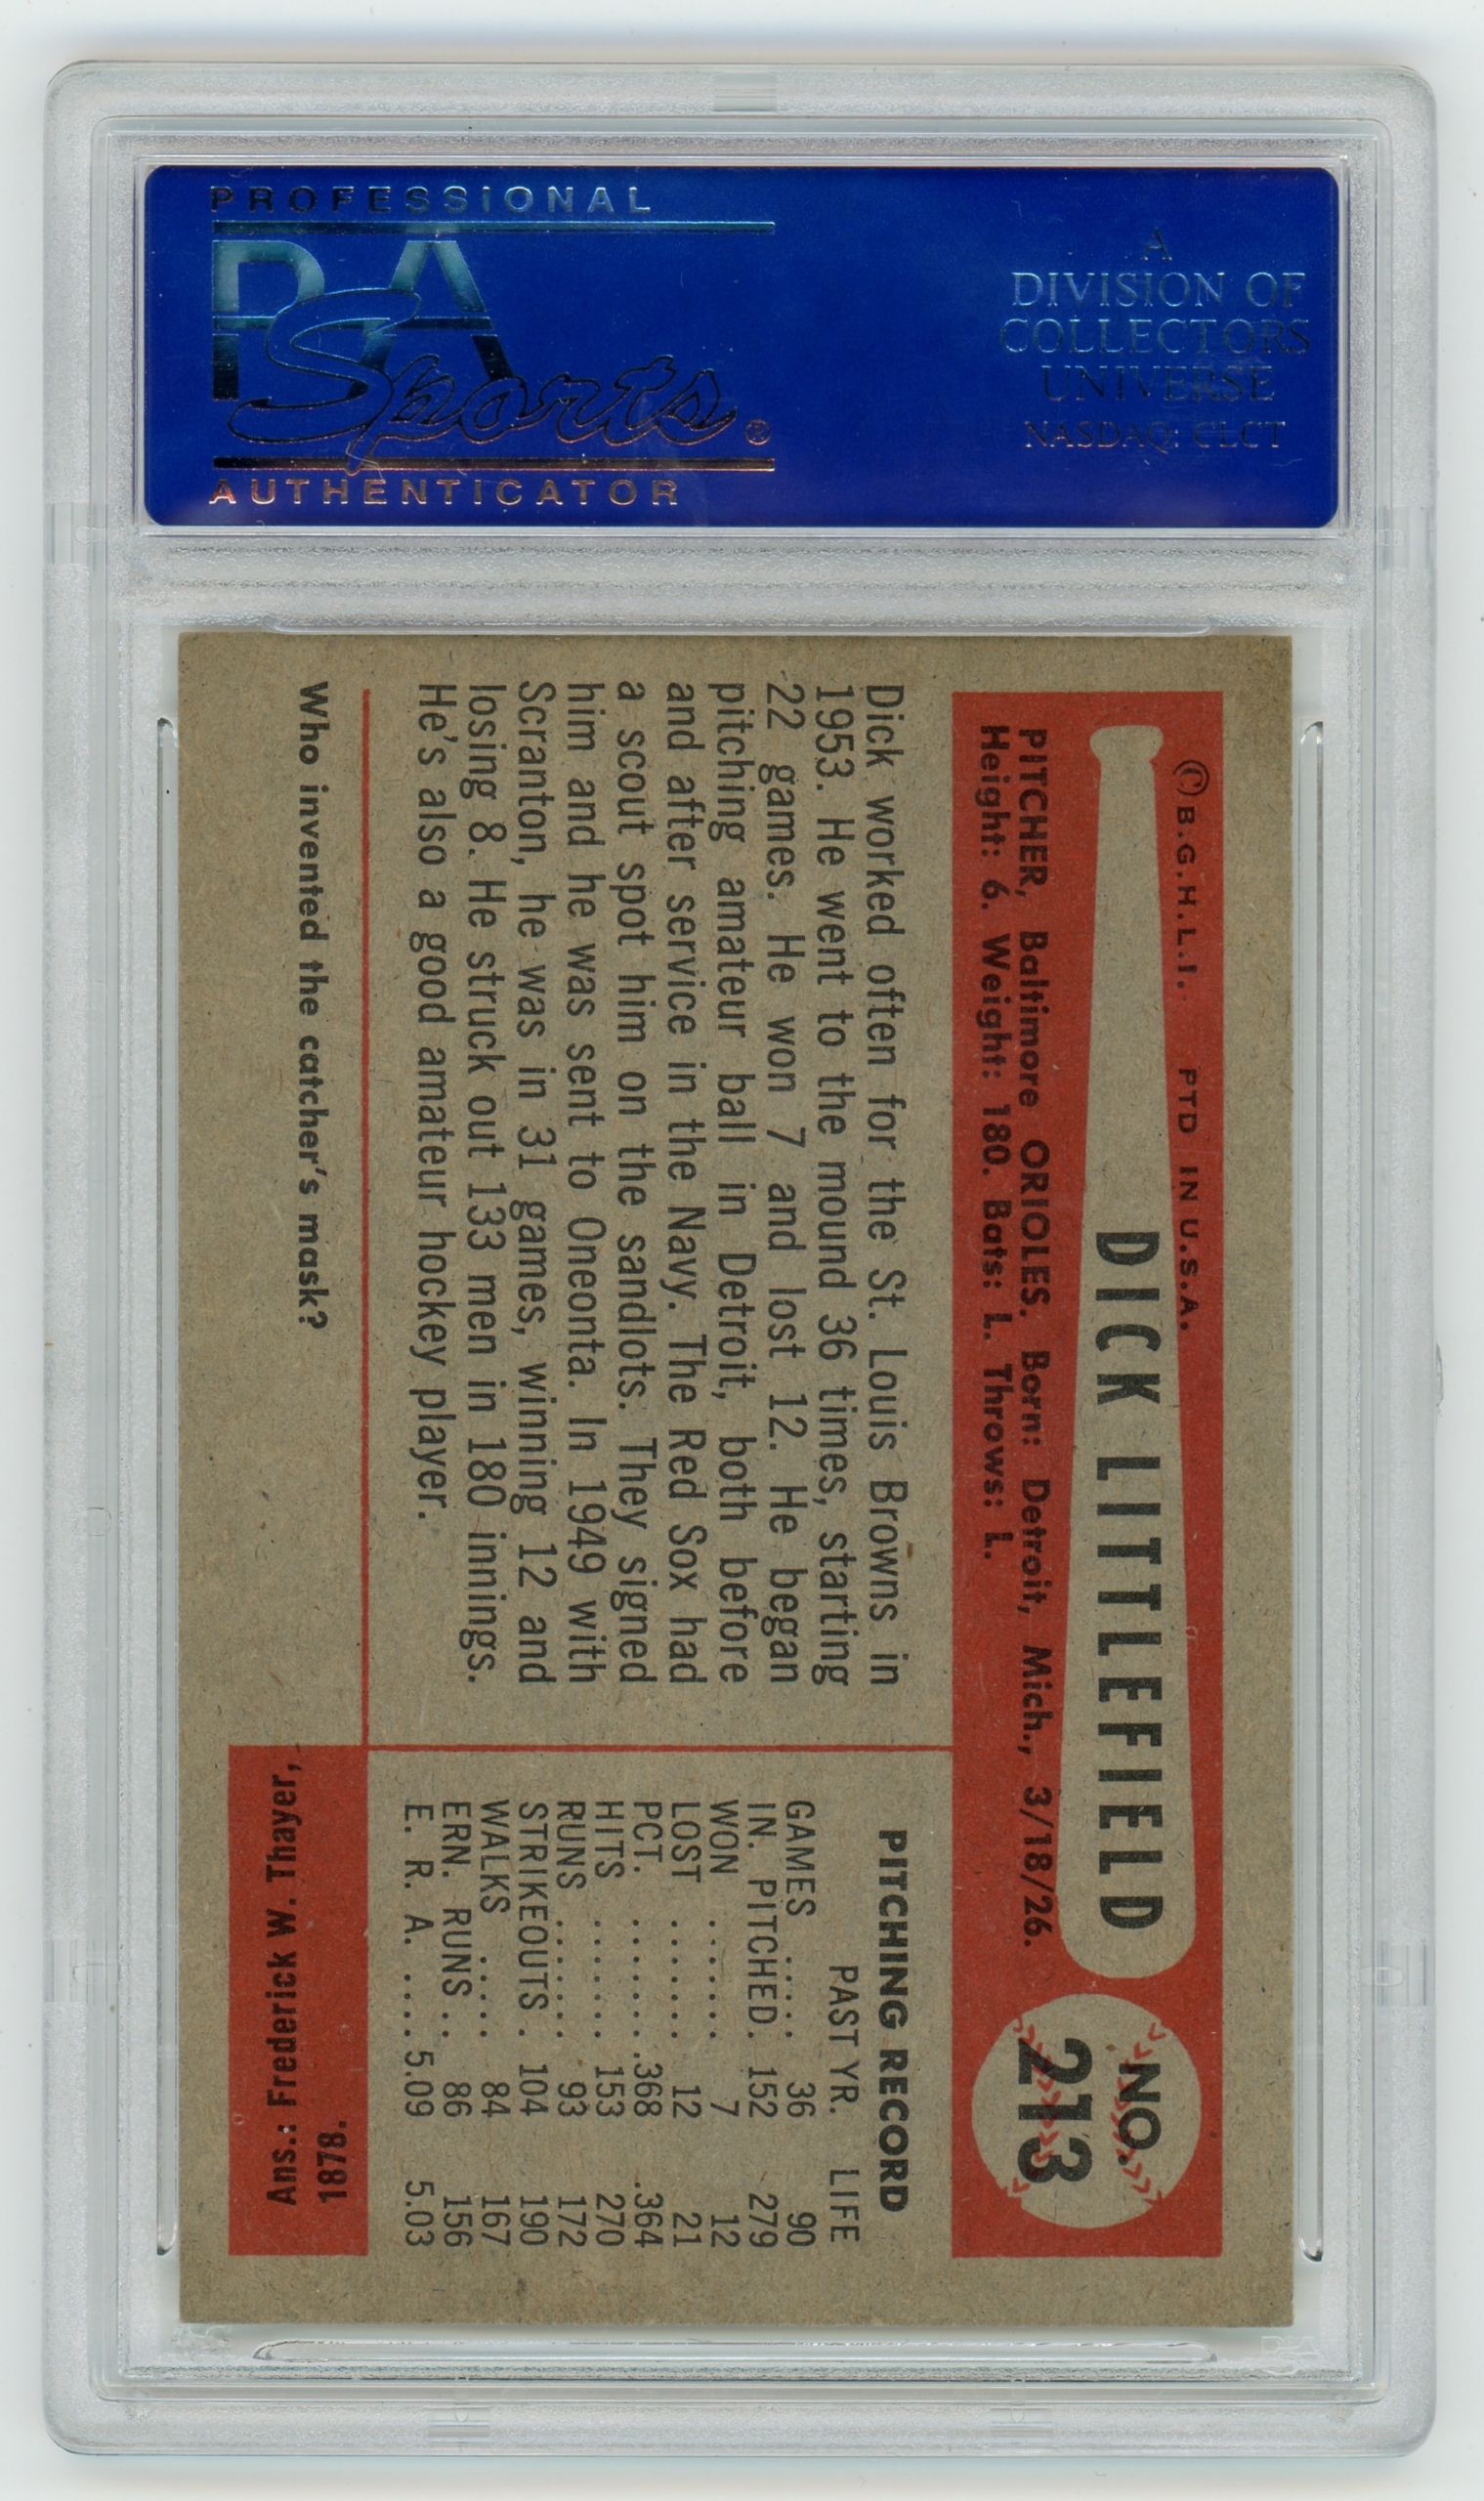 PROFESSIONAL
PSA
Sports®
AUTHENTICATOR
A
DIVISION OF
COLLECTORS
UNIVERSE
NASDAQ: CLCT
© B.G.H.L.I. PTD IN U.S.A.
DICK LITTLEFIELD
NO.
213
PITCHER, Baltimore ORIOLES. Born: Detroit, Mich., 3/18/26.
Height: 6. Weight: 180. Bats: L. Throws: L.
Dick worked often for the St. Louis Browns in
1953. He went to the mound 36 times, starting
22 games. He won 7 and lost 12. He began
pitching amateur ball in Detroit, both before
and after service in the Navy. The Red Sox had
a scout spot him on the sandlots. They signed
him and he was sent to Oneonta. In 1949 with
Scranton, he was in 31 games, winning 12 and
losing 8. He struck out 133 men in 180 innings.
He's also a good amateur hockey player.
PITCHING RECORD
PAST YR. LIFE
GAMES ..... 36 90
IN. PITCHED. 152 279
WON ...... 7 12
LOST ...... 12 21
PCT. ...... .368 .364
HITS ...... 153 270
RUNS ...... 93 172
STRIKEOUTS . 104 190
WALKS .... 84 167
ERN. RUNS .. 86 156
E. R. A. .... 5.09 5.03
Who invented the catcher's mask?
Ans.: Frederick W. Thayer,
1878.
PSA